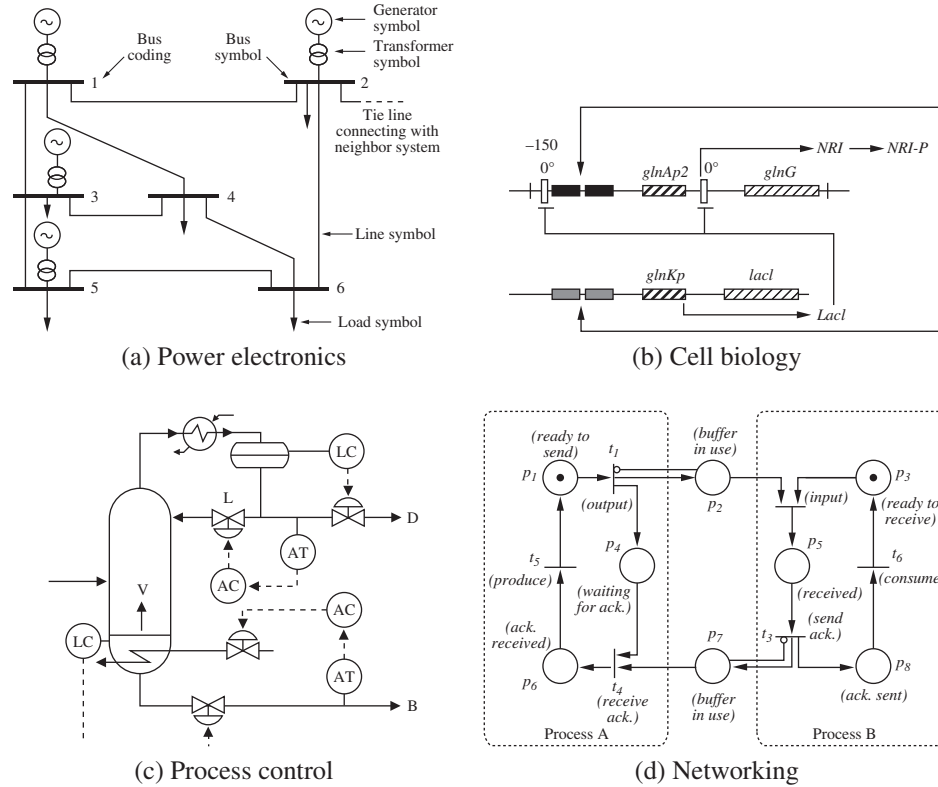 Generator
symbol
Transformer
symbol
Bus
coding
Bus
symbol
1
2
Tie line
connecting with
neighbor system
3
4
Line symbol
5
6
Load symbol
(a) Power electronics
–150
0°
glnAp2
0°
NRI
NRI-P
glnG
glnKp
lacl
Lacl
(b) Cell biology
LC
L
D
AT
AC
V
AC
LC
AT
B
(c) Process control
(ready to
send)
t1
(buffer
in use)
p1
p2
p3
(output)
(input)
(ready to
receive)
t5
p4
p5
t6
(produce)
(waiting
for ack.)
(received)
(consume)
(ack.
received)
p7
t3
(send
ack.)
p6
t4
p8
(receive
ack.)
(buffer
in use)
(ack. sent)
Process A
Process B
(d) Networking